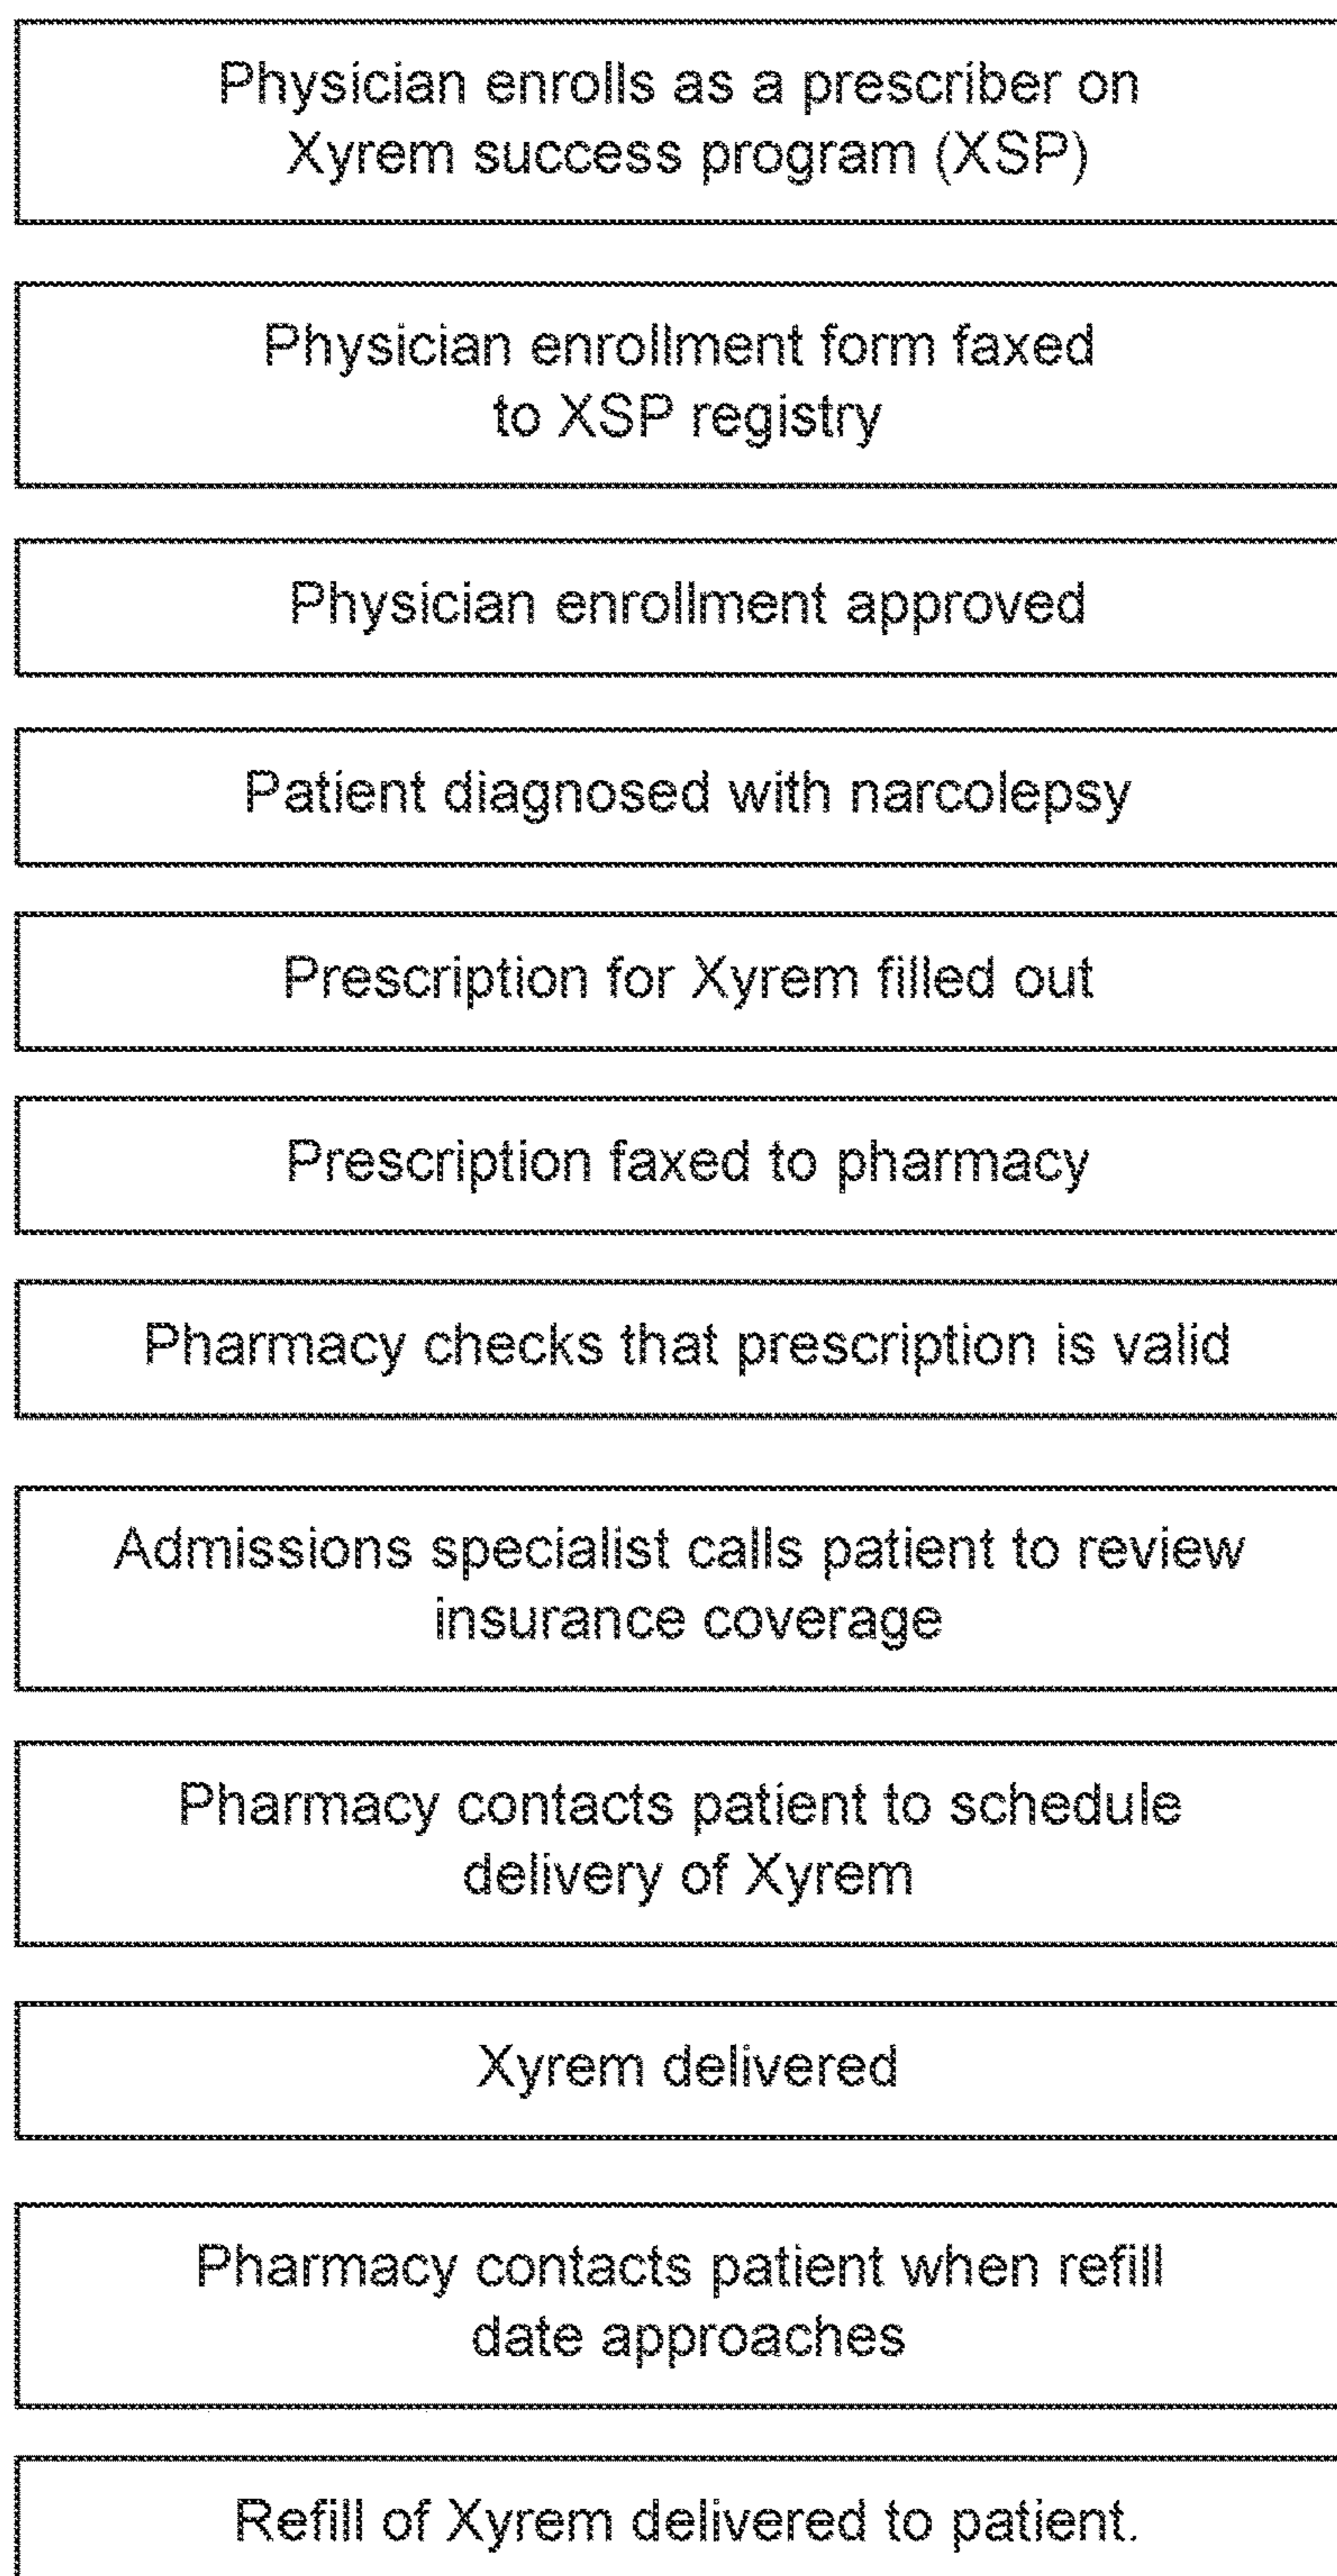 Physician enrolls as a prescriber on
Xyrem success program (XSP)
Physician enrollment form faxed
to XSP registry
Physician enrollment approved
Patient diagnosed with narcolepsy
Prescription for Xyrem filled out
Prescription faxed to pharmacy
Pharmacy checks that prescription is valid
Admissions specialist calls patient to review
insurance coverage
Pharmacy contacts patient to schedule
delivery of Xyrem
Xyrem delivered
Pharmacy contacts patient when refill
date approaches
Refill of Xyrem delivered to patient.